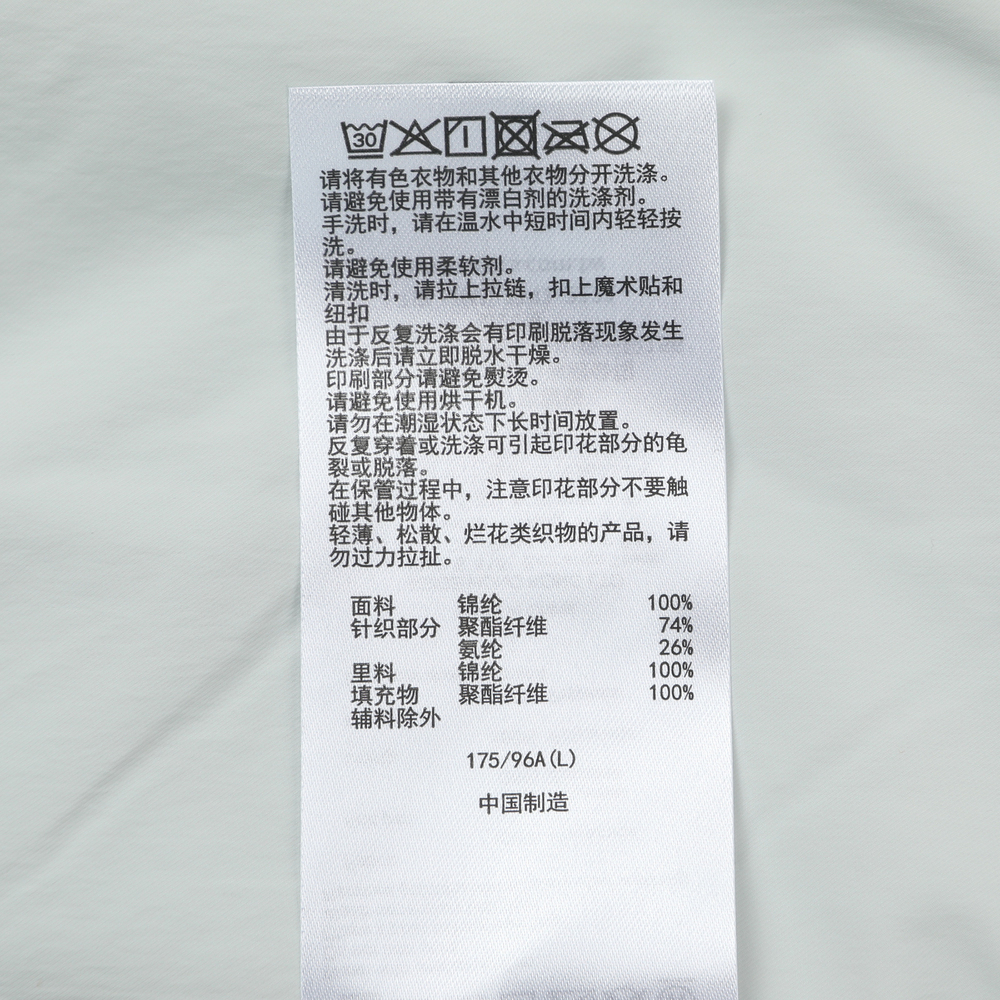 30
请将有色衣物和其他衣物分开洗涤。
请避免使用带有漂白剂的洗涤剂。
手洗时，请在温水中短时间内轻轻按
洗。
请避免使用柔软剂。
清洗时，请拉上拉链，扣上魔术贴和
纽扣
由于反复洗涤会有印刷脱落现象发生
洗涤后请立即脱水干燥。
印刷部分请避免熨烫。
请避免使用烘干机。
请勿在潮湿状态下长时间放置。
反复穿着或洗涤可引起印花部分的龟
裂或脱落。
在保管过程中，注意印花部分不要触
碰其他物体。
轻薄、松散、烂花类织物的产品，请
勿过力拉扯。
面料 锦纶 100%
针织部分 聚酯纤维 74%
氨纶 26%
里料 锦纶 100%
填充物 聚酯纤维 100%
辅料除外
175/96A(L)
中国制造